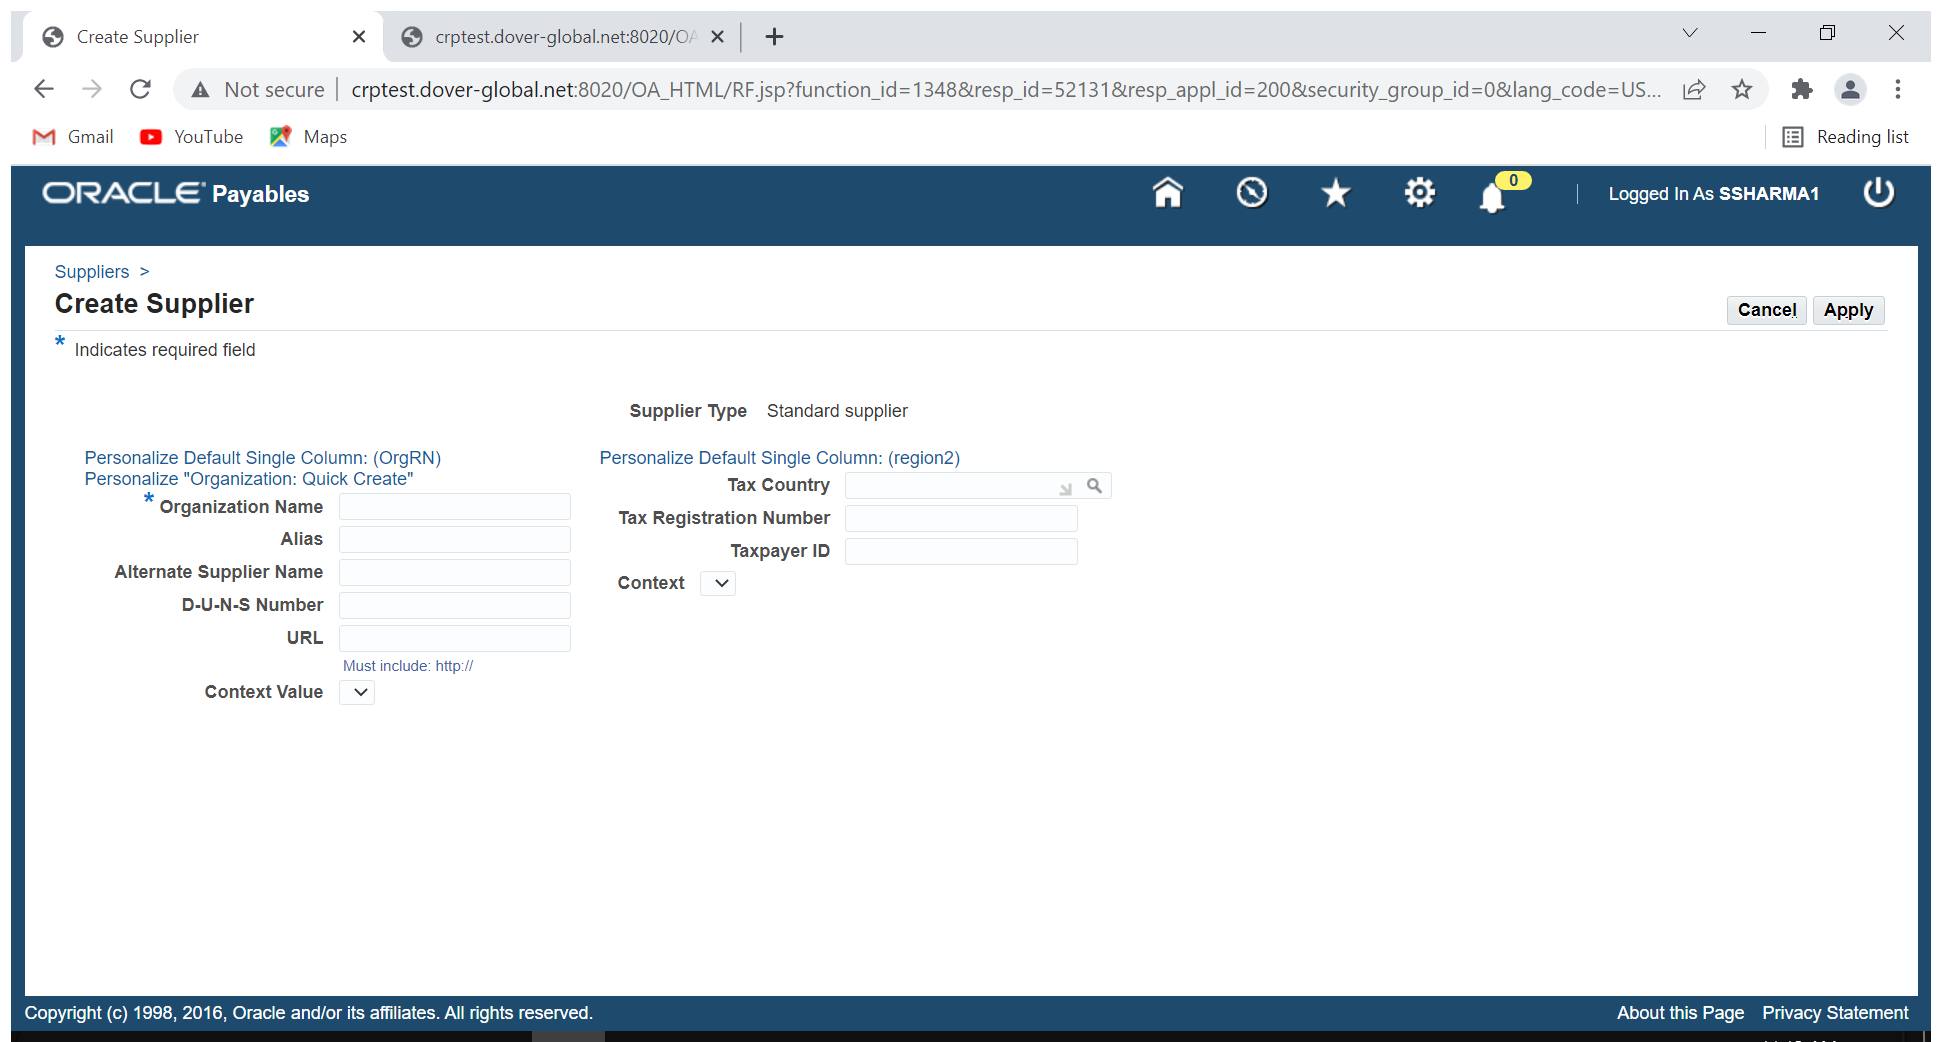 Create Supplier
crptest.dover-global.net:8020/OA
Not secure
crptest.dover-global.net:8020/OA_HTML/RF.jsp?function_id=1348&resp_id=52131&resp_appl_id=200&security_group_id=0&lang_code=US...
Gmail
YouTube
Maps
Reading list
ORACLE Payables
0
Logged In As SSHARMA1
Suppliers >
Create Supplier
Cancel
Apply
* Indicates required field
Supplier Type Standard supplier
Personalize Default Single Column: (OrgRN)
Personalize "Organization: Quick Create"
* Organization Name
Alias
Alternate Supplier Name
D-U-N-S Number
URL
Must include: http://
Context Value
Personalize Default Single Column: (region2)
Tax Country
Tax Registration Number
Taxpayer ID
Context
Copyright (c) 1998, 2016, Oracle and/or its affiliates. All rights reserved.
About this Page
Privacy Statement